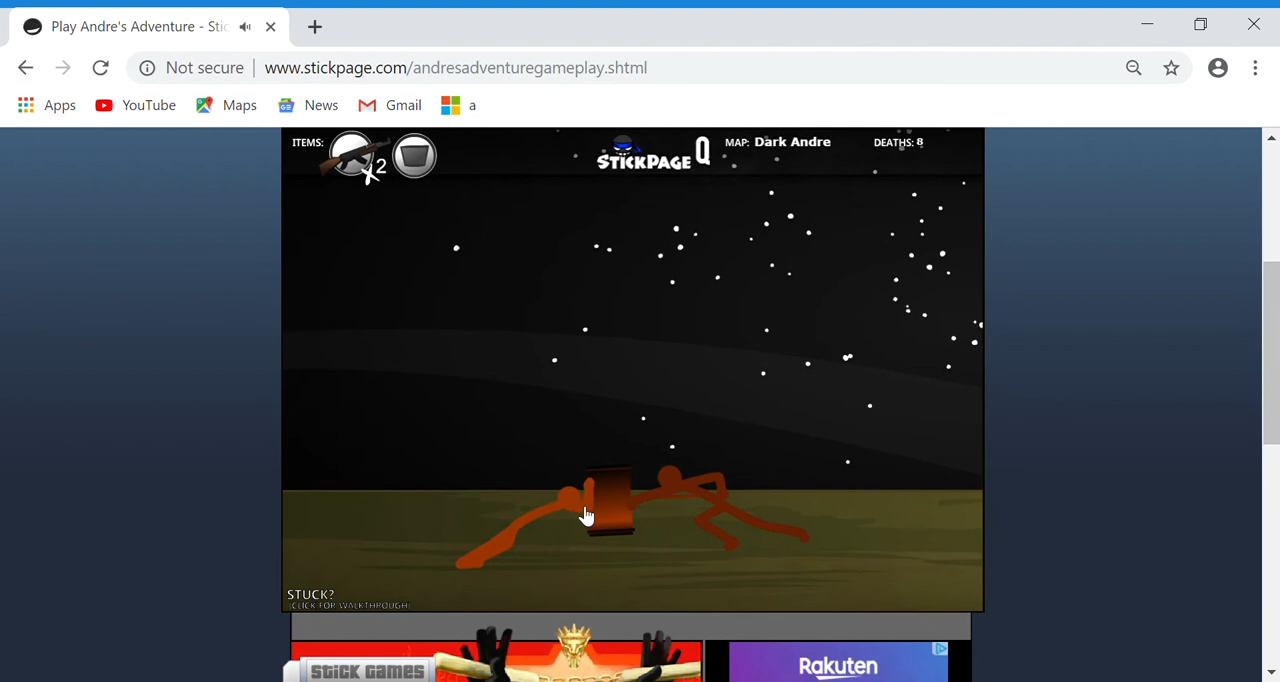 Play Andre's Adventure - Stic
Not secure www.stickpage.com/andresadventuregameplay.shtml
Apps YouTube Maps News Gmail a
ITEMS: x2 STICKPAGE Q MAP: Dark Andre DEATHS: 8
STUCK?
(CLICK FOR WALKTHROUGH)
STICK GAMES Rakuten